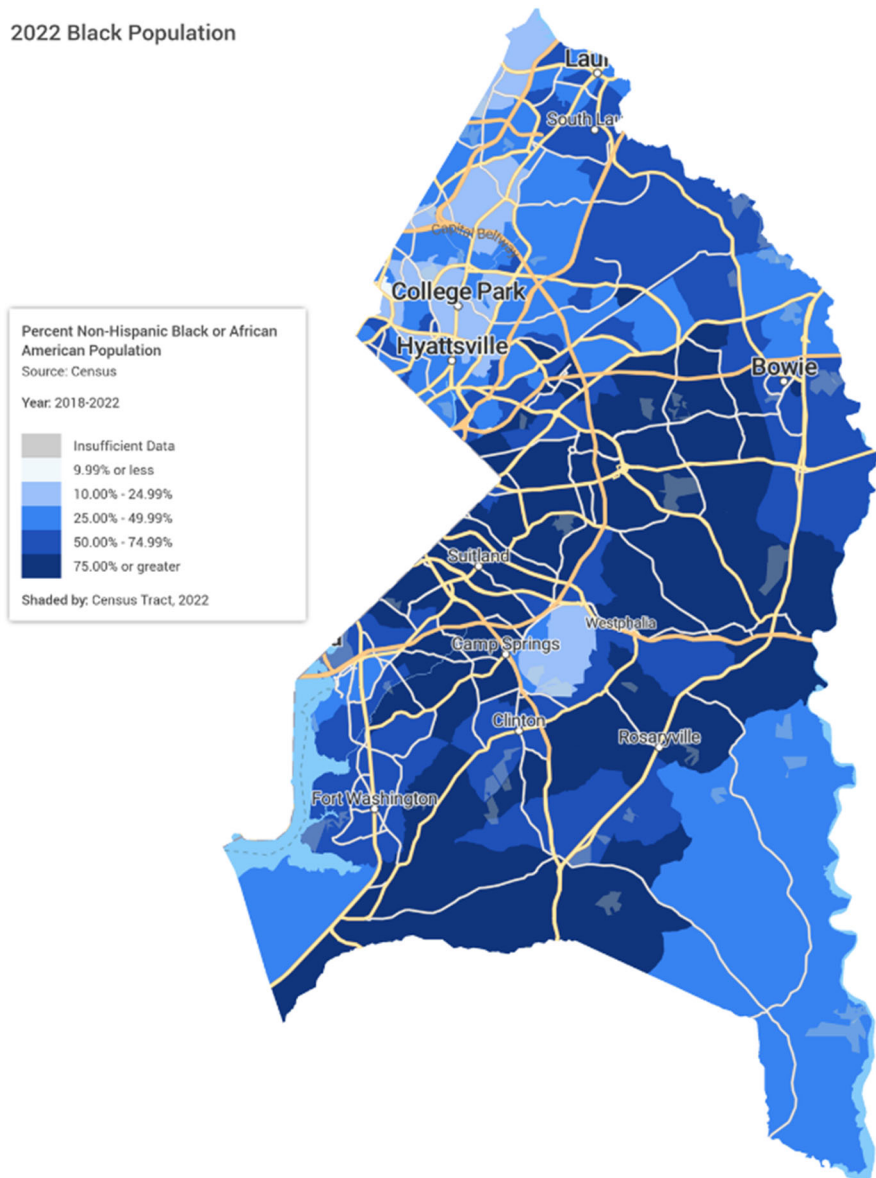 2022 Black Population
Laur
South Lau
Capital Beltway
College Park
Hyattsville
Bowie
Percent Non-Hispanic Black or African
American Population
Source: Census
Year: 2018-2022
Insufficient Data
9.99% or less
10.00% - 24.99%
25.00% - 49.99%
50.00% - 74.99%
75.00% or greater
Shaded by: Census Tract, 2022
Suitland
Westphalia
Camp Springs
Clinton
Rosaryville
Fort Washington